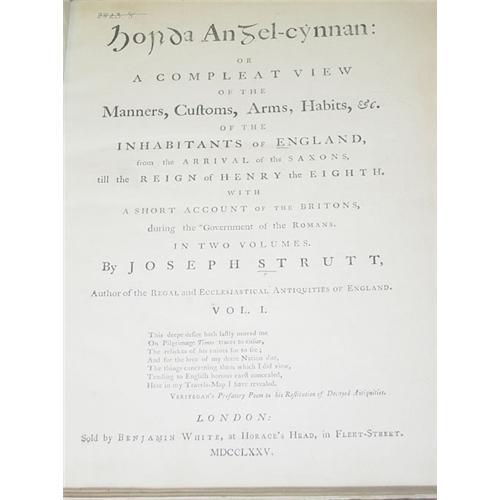 Horda Angel-cẏnnan:
OR
A COMPLEAT VIEW
OF THE
Manners, Cuſtoms, Arms, Habits, &c.
OF THE
INHABITANTS OF ENGLAND,
from the ARRIVAL of the SAXONS,
till the REIGN of HENRY the EIGHTH.
WITH
A SHORT ACCOUNT OF THE BRITONS,
during the Government of the ROMANS.
IN TWO VOLUMES.
By JOSEPH STRUTT,
Author of the REGAL and ECCLESIASTICAL ANTIQUITIES OF ENGLAND.
VOL. I.
This deepe deſire hath laſtly moved me
On Pilgrimage Times traces to enſue,
The reliekes of his ruines for to ſee;
And for the love of my deere Nation due,
The things concerning them which I did view,
Tending to Engliſh honour earſt concealed,
Here in my Travels-Map I have revealed.
VERSTEGAN's Prefatory Poem to his Reſtitution of Decayed Antiquities.
LONDON:
Sold by BENJAMIN WHITE, at HORACE'S HEAD, in FLEET-STREET.
MDCCLXXV.